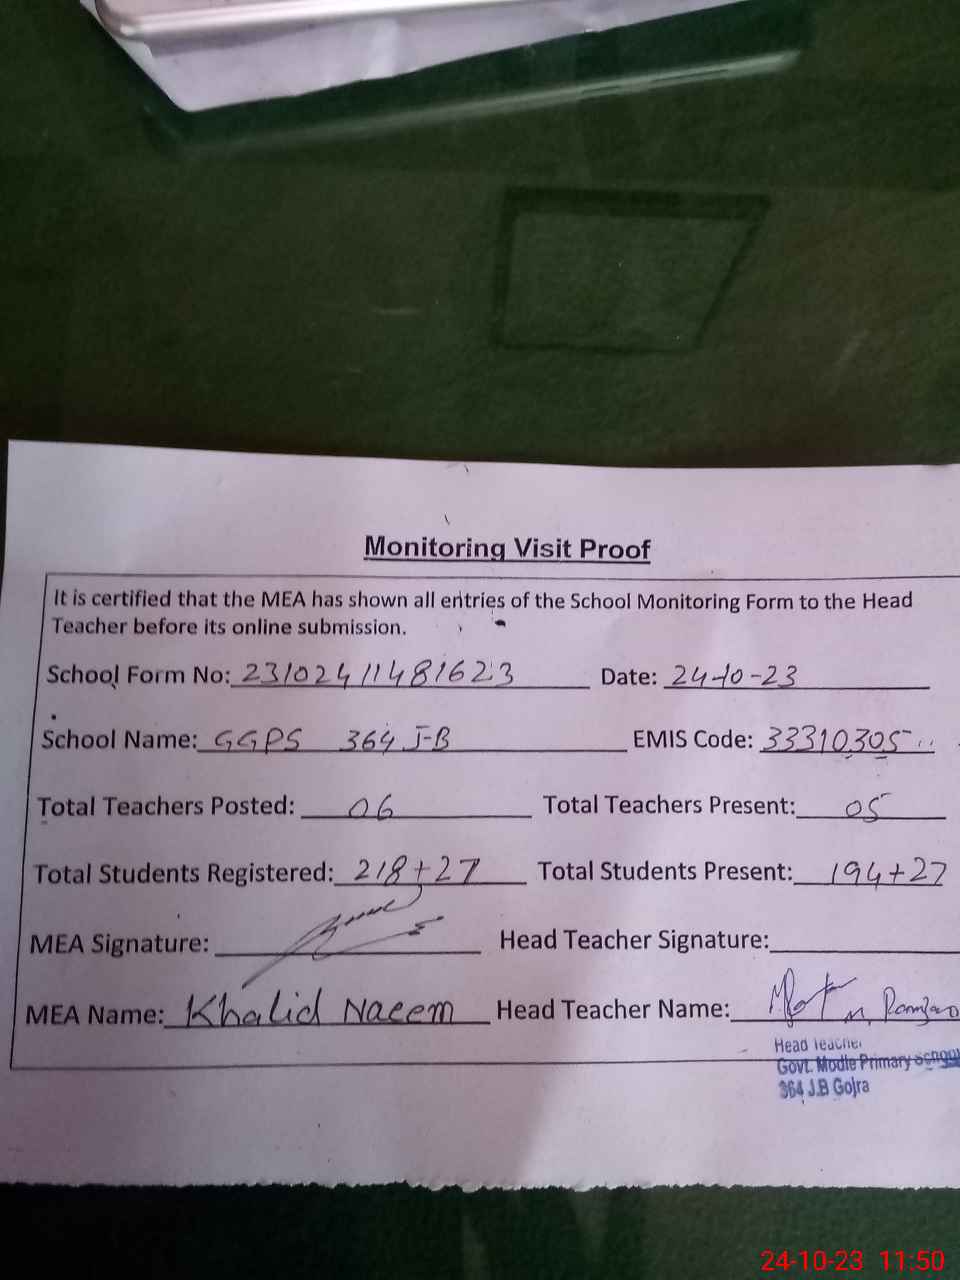 Monitoring Visit Proof
It is certified that the MEA has shown all entries of the School Monitoring Form to the Head
Teacher before its online submission.
School Form No: 23102411481623 Date: 24-10-23
School Name: GGPS 364 J-B EMIS Code: 33310305
Total Teachers Posted: 06 Total Teachers Present: 05
Total Students Registered: 218+27 Total Students Present: 194+27
MEA Signature: Head Teacher Signature:
MEA Name: Khalid Naeem Head Teacher Name:
Head Teacher
Govt. Modle Primary School
364 J.B Gojra
24-10-23 11:50